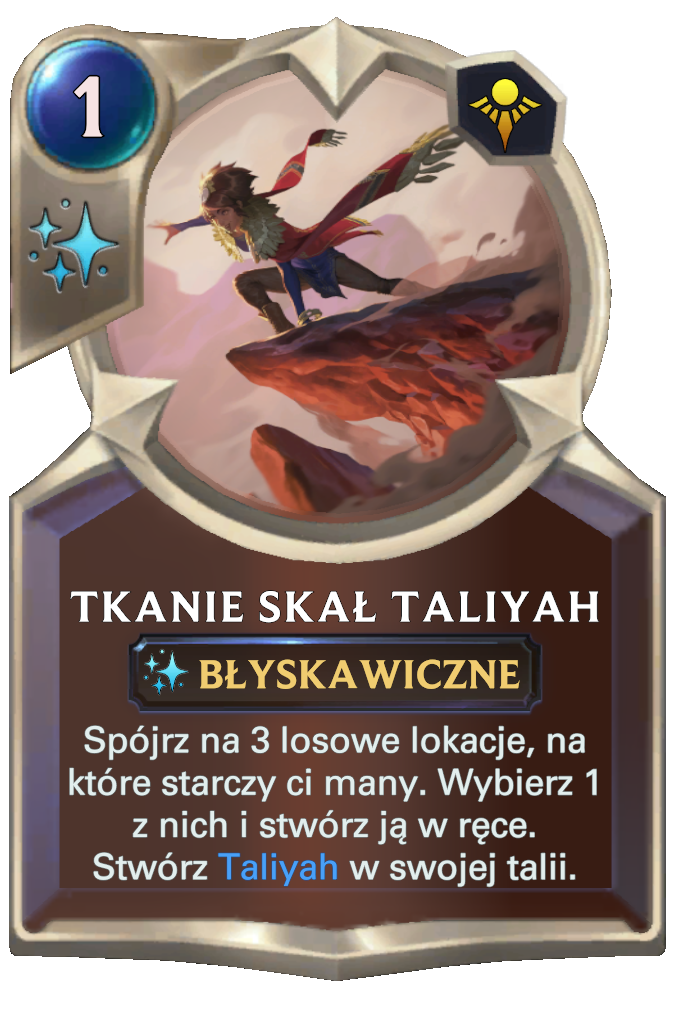 1
TKANIE SKAŁ TALIYAH
BŁYSKAWICZNE
Spójrz na 3 losowe lokacje, na
które starczy ci many. Wybierz 1
z nich i stwórz ją w ręce.
Stwórz Taliyah w swojej talii.